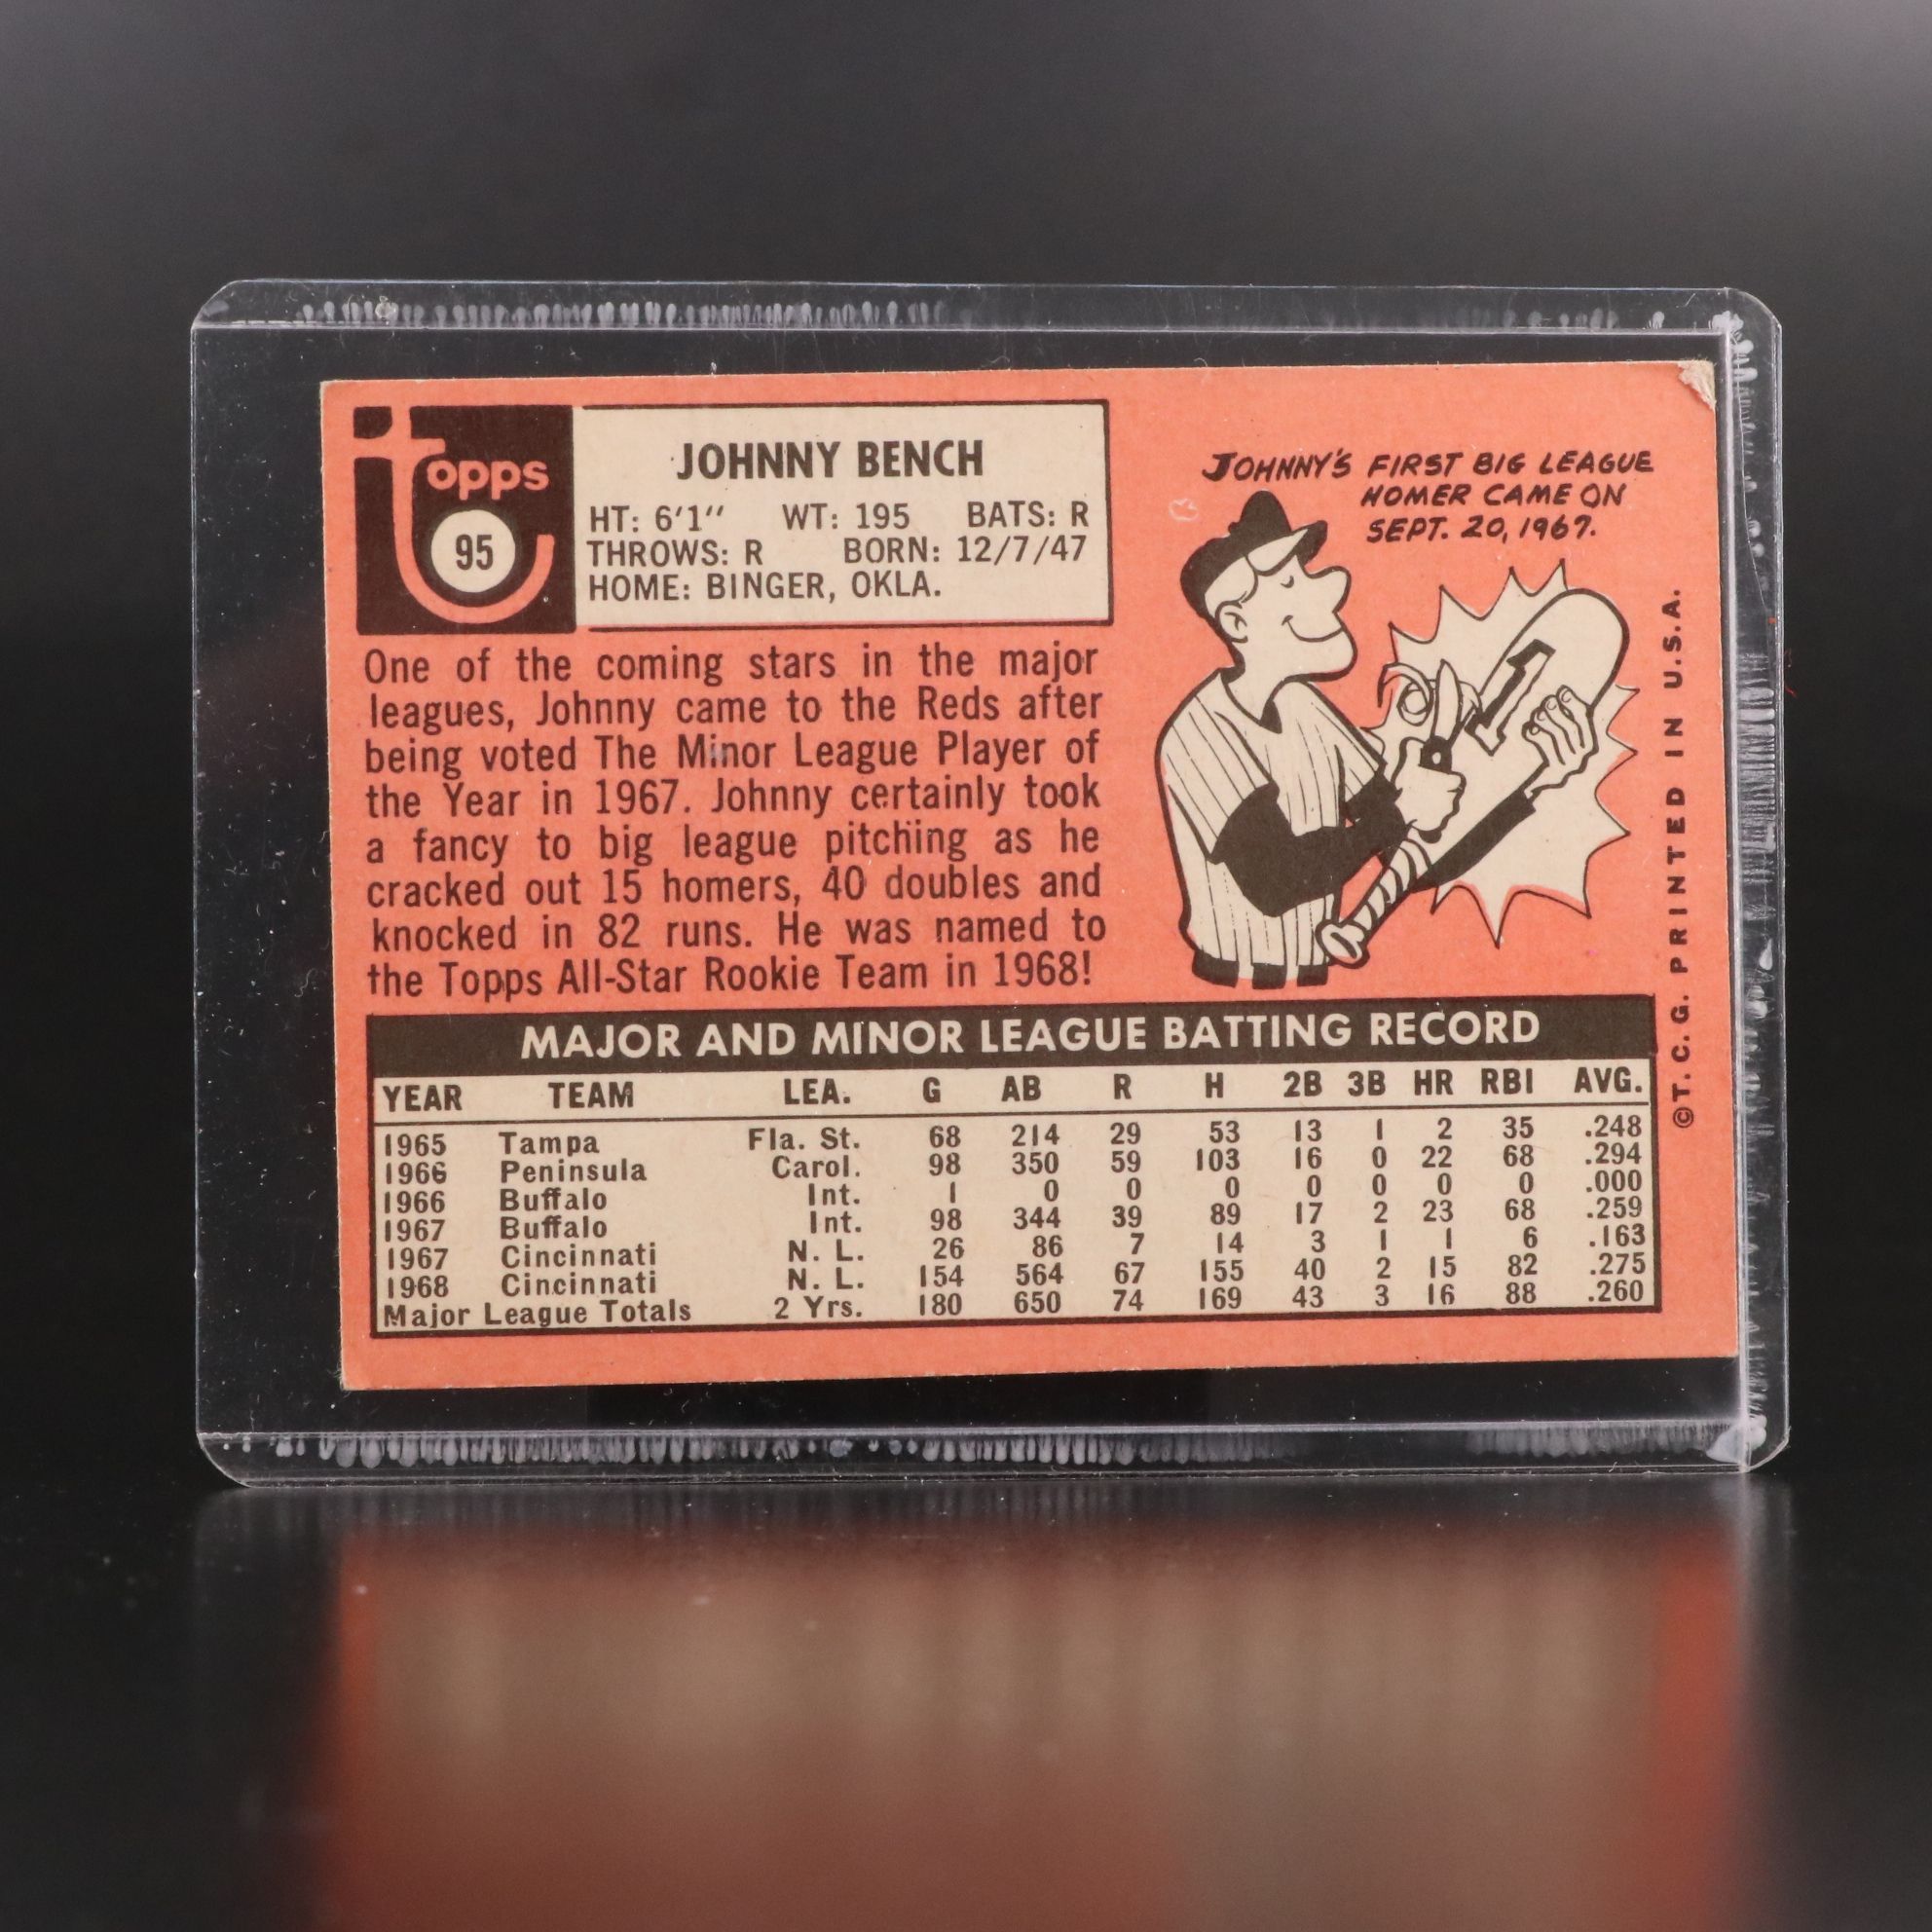 Topps
95
JOHNNY BENCH
HT: 6'1" WT: 195 BATS: R
THROWS: R BORN: 12/7/47
HOME: BINGER, OKLA.
One of the coming stars in the major
leagues, Johnny came to the Reds after
being voted The Minor League Player of
the Year in 1967. Johnny certainly took
a fancy to big league pitching as he
cracked out 15 homers, 40 doubles and
knocked in 82 runs. He was named to
the Topps All-Star Rookie Team in 1968!
JOHNNY'S FIRST BIG LEAGUE
HOMER CAME ON
SEPT. 20, 1967.
1
©T.C.G. PRINTED IN U.S.A.
MAJOR AND MINOR LEAGUE BATTING RECORD
YEAR TEAM LEA. G AB R H 2B 3B HR RBI AVG.
1965 Tampa Fla. St. 68 214 29 53 13 1 2 35 .248
1966 Peninsula Carol. 98 350 59 103 16 0 22 68 .294
1966 Buffalo Int. 1 0 0 0 0 0 0 0 .000
1967 Buffalo Int. 98 344 39 89 17 2 23 68 .259
1967 Cincinnati N. L. 26 86 7 14 3 1 1 6 .163
1968 Cincinnati N. L. 154 564 67 155 40 2 15 82 .275
Major League Totals 2 Yrs. 180 650 74 169 43 3 16 88 .260